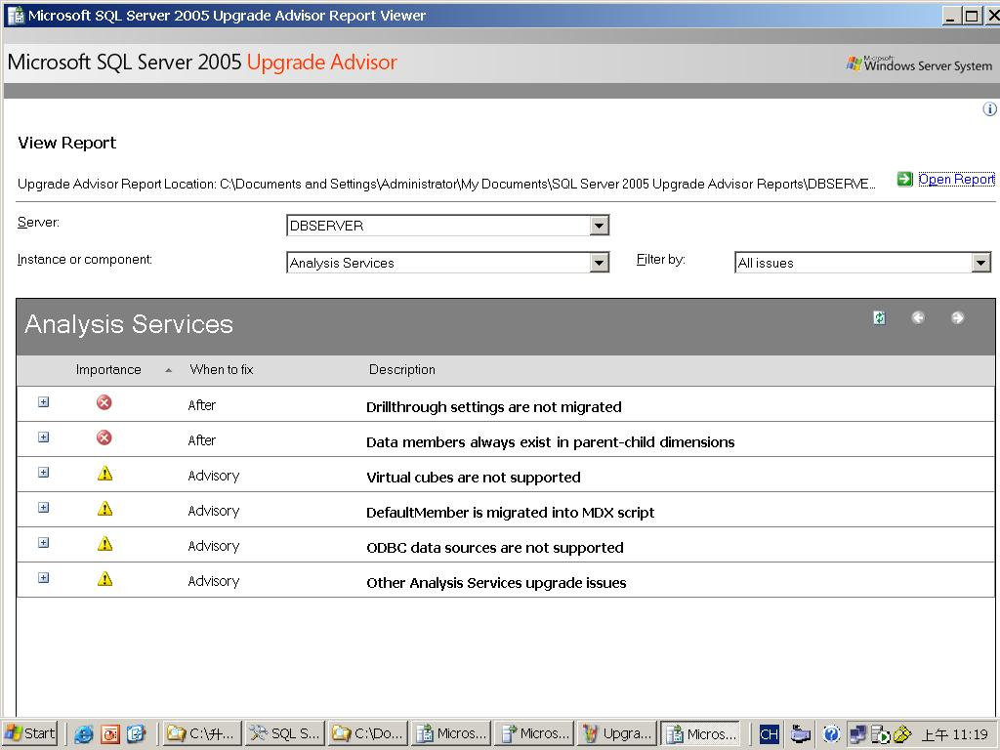 Microsoft SQL Server 2005 Upgrade Advisor Report Viewer
Microsoft SQL Server 2005 Upgrade Advisor
Microsoft
Windows Server System
View Report
Upgrade Advisor Report Location: C:\Documents and Settings\Administrator\My Documents\SQL Server 2005 Upgrade Advisor Reports\DBSERVE...
Open Report
Server:
DBSERVER
Instance or component:
Analysis Services
Filter by:
All issues
Analysis Services
Importance When to fix Description
After Drillthrough settings are not migrated
After Data members always exist in parent-child dimensions
Advisory Virtual cubes are not supported
Advisory DefaultMember is migrated into MDX script
Advisory ODBC data sources are not supported
Advisory Other Analysis Services upgrade issues
Start C:\升... SQL S... C:\Do... Micros... Micros... Upgra... Micros... CH 上午 11:19